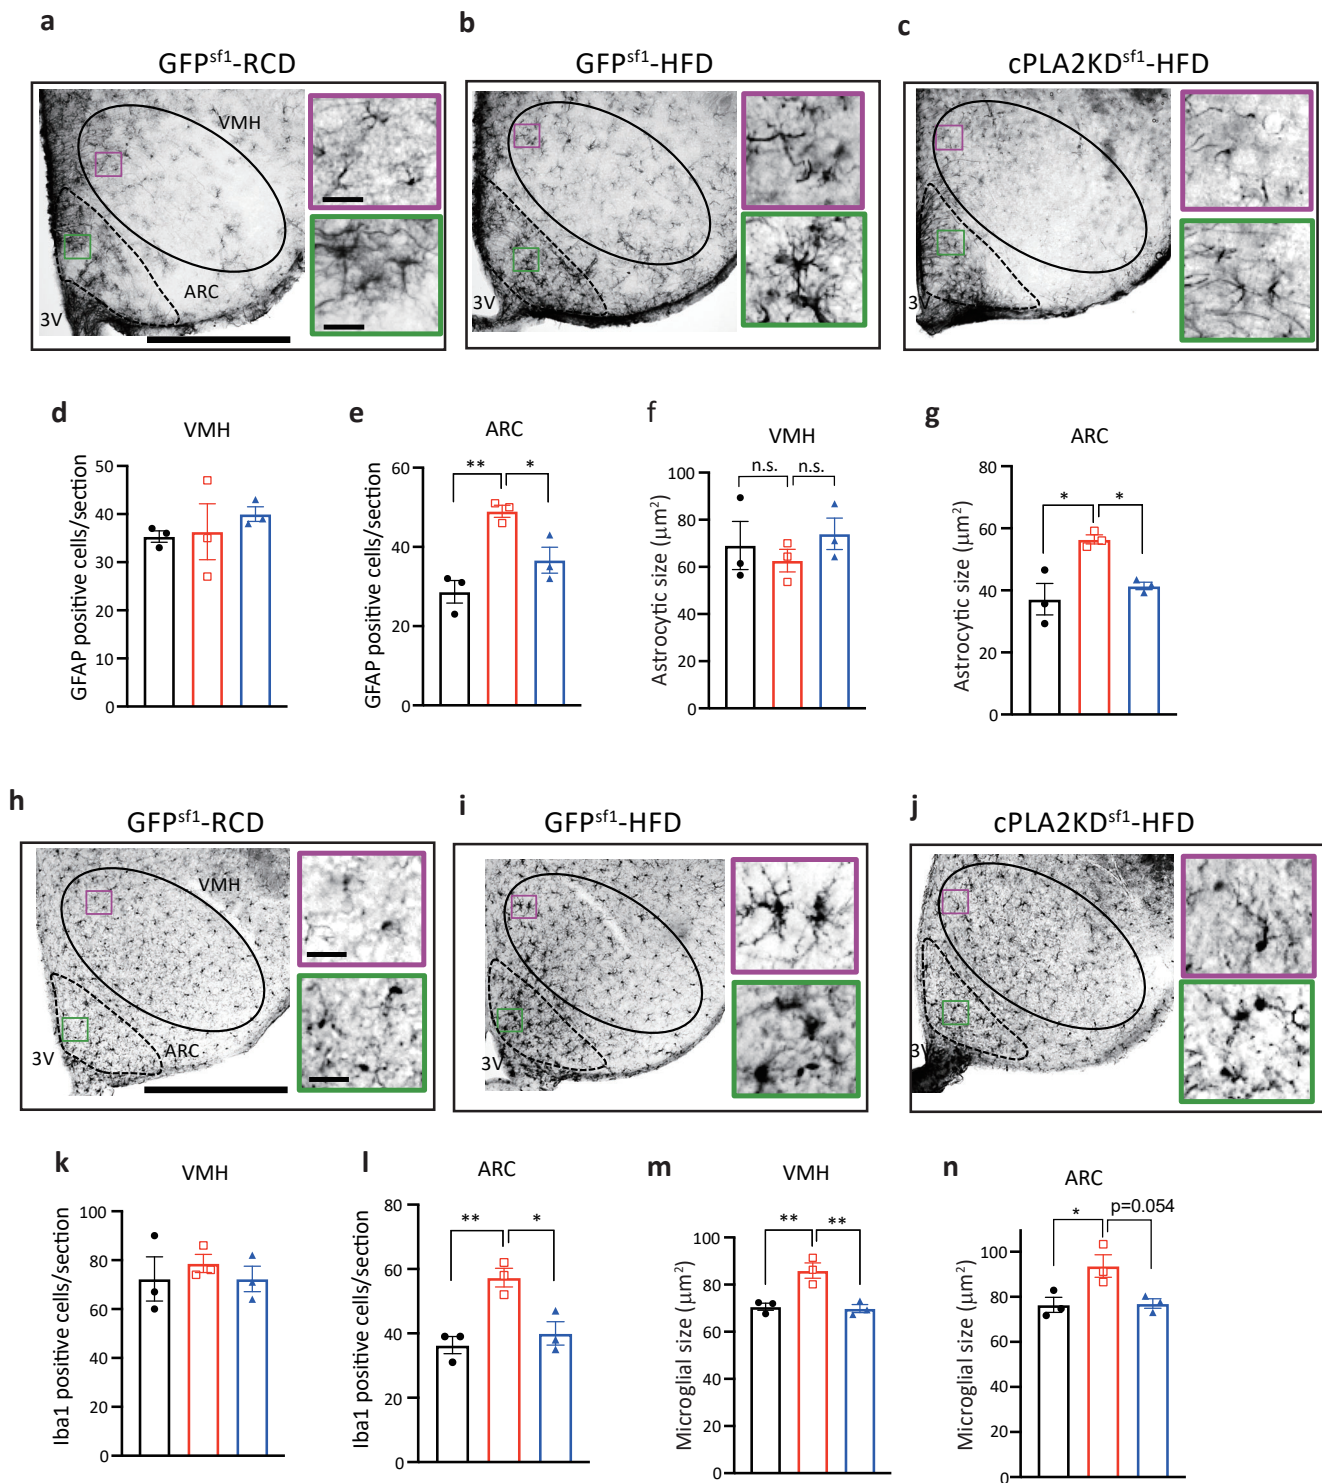 a
b
c
GFPsf1-RCD
GFPsf1-HFD
cPLA2KDsf1-HFD
VMH
ARC
3V
3V
3V
d
VMH
GFAP positive cells/section
50
40
30
20
10
0
e
ARC
GFAP positive cells/section
60
40
20
0
**
*
f
VMH
Astrocytic size (μm²)
100
80
60
40
20
0
n.s.
n.s.
g
ARC
Astrocytic size (μm²)
80
60
40
20
0
*
*
h
i
j
GFPsf1-RCD
GFPsf1-HFD
cPLA2KDsf1-HFD
VMH
ARC
3V
3V
3V
k
VMH
Iba1 positive cells/section
100
80
60
40
20
0
l
ARC
Iba1 positive cells/section
80
60
40
20
0
**
*
m
VMH
Microglial size (μm²)
100
80
60
40
20
0
**
**
n
ARC
Microglial size (μm²)
100
80
60
40
20
0
*
p=0.054